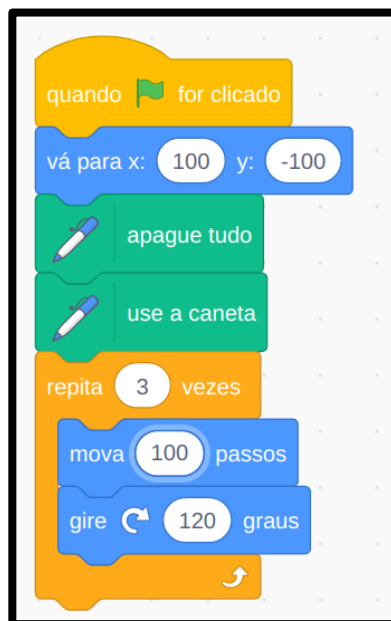 quando for clicado
vá para x: 100 y: -100
apague tudo
use a caneta
repita 3 vezes
mova 100 passos
gire 120 graus